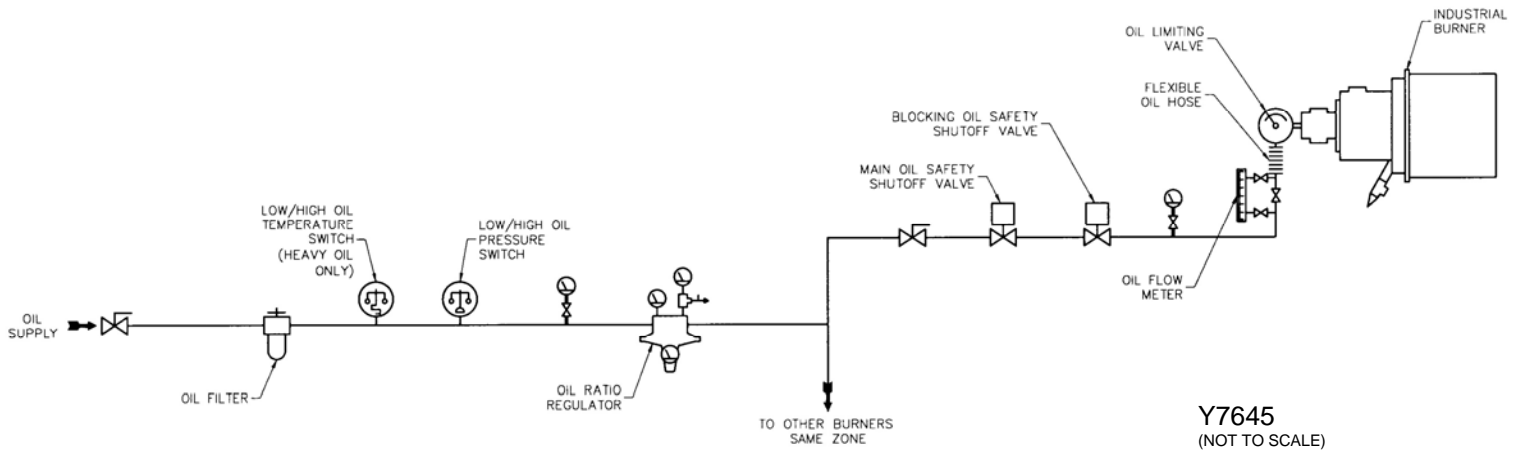 INDUSTRIAL
BURNER
OIL LIMITING
VALVE
FLEXIBLE
OIL HOSE
BLOCKING OIL SAFETY
SHUTOFF VALVE
MAIN OIL SAFETY
SHUTOFF VALVE
LOW/HIGH OIL
TEMPERATURE
SWITCH
(HEAVY OIL
ONLY)
LOW/HIGH OIL
PRESSURE
SWITCH
OIL FLOW
METER
OIL
SUPPLY
OIL FILTER
OIL RATIO
REGULATOR
TO OTHER BURNERS
SAME ZONE
Y7645
(NOT TO SCALE)